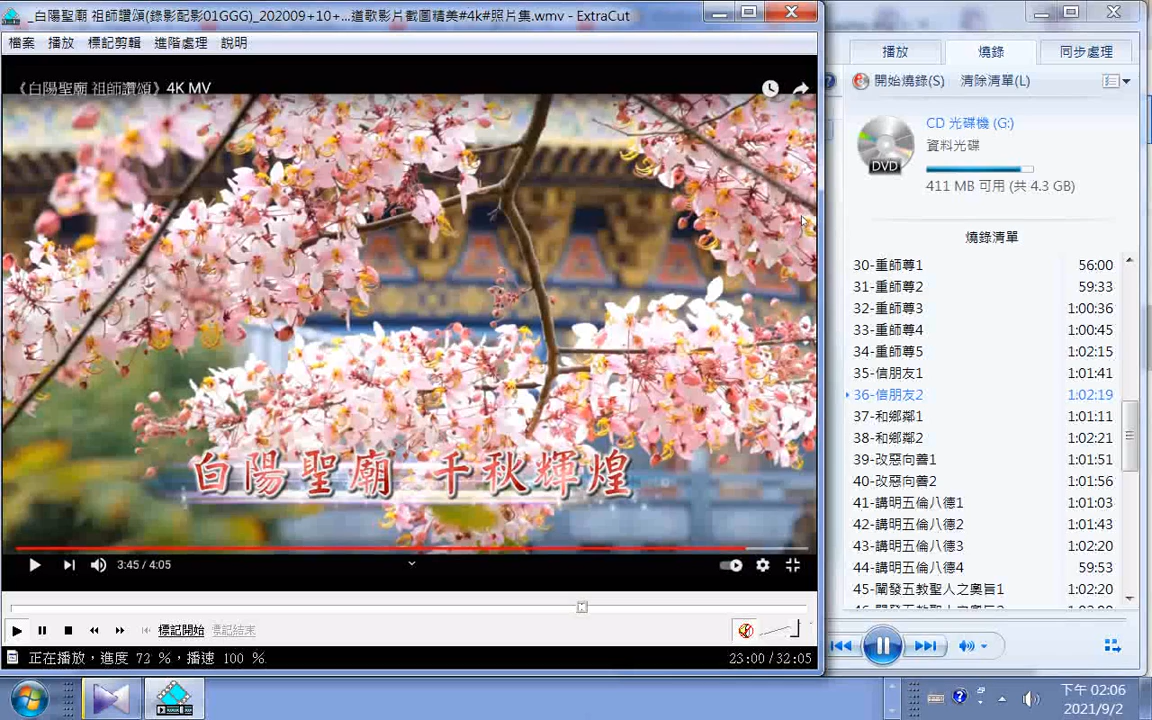 _白陽聖廟 祖師讚頌(錄影配影01GGG)_202009+10+...道歌影片截圖精美#4k#照片集.wmv - ExtraCut
檔案 播放 標記剪輯 進階處理 說明
《白陽聖廟 祖師讚頌》4K MV
白陽聖廟 千秋輝煌
3:45 / 4:05
標記開始 標記結束
正在播放，進度 72 %，播速 100 %.
23:00 / 32:05
播放 燒錄 同步處理
開始燒錄(S) 清除清單(L)
CD 光碟機 (G:)
資料光碟
DVD
411 MB 可用 (共 4.3 GB)
燒錄清單
30-重師尊1 56:00
31-重師尊2 59:33
32-重師尊3 1:00:36
33-重師尊4 1:00:45
34-重師尊5 1:02:15
35-信朋友1 1:01:41
36-信朋友2 1:02:19
37-和鄉鄰1 1:01:11
38-和鄉鄰2 1:02:21
39-改惡向善1 1:01:51
40-改惡向善2 1:01:56
41-講明五倫八德1 1:01:03
42-講明五倫八德2 1:01:43
43-講明五倫八德3 1:02:20
44-講明五倫八德4 59:53
45-闡發五教聖人之奧旨1 1:02:20
下午 02:06
2021/9/2